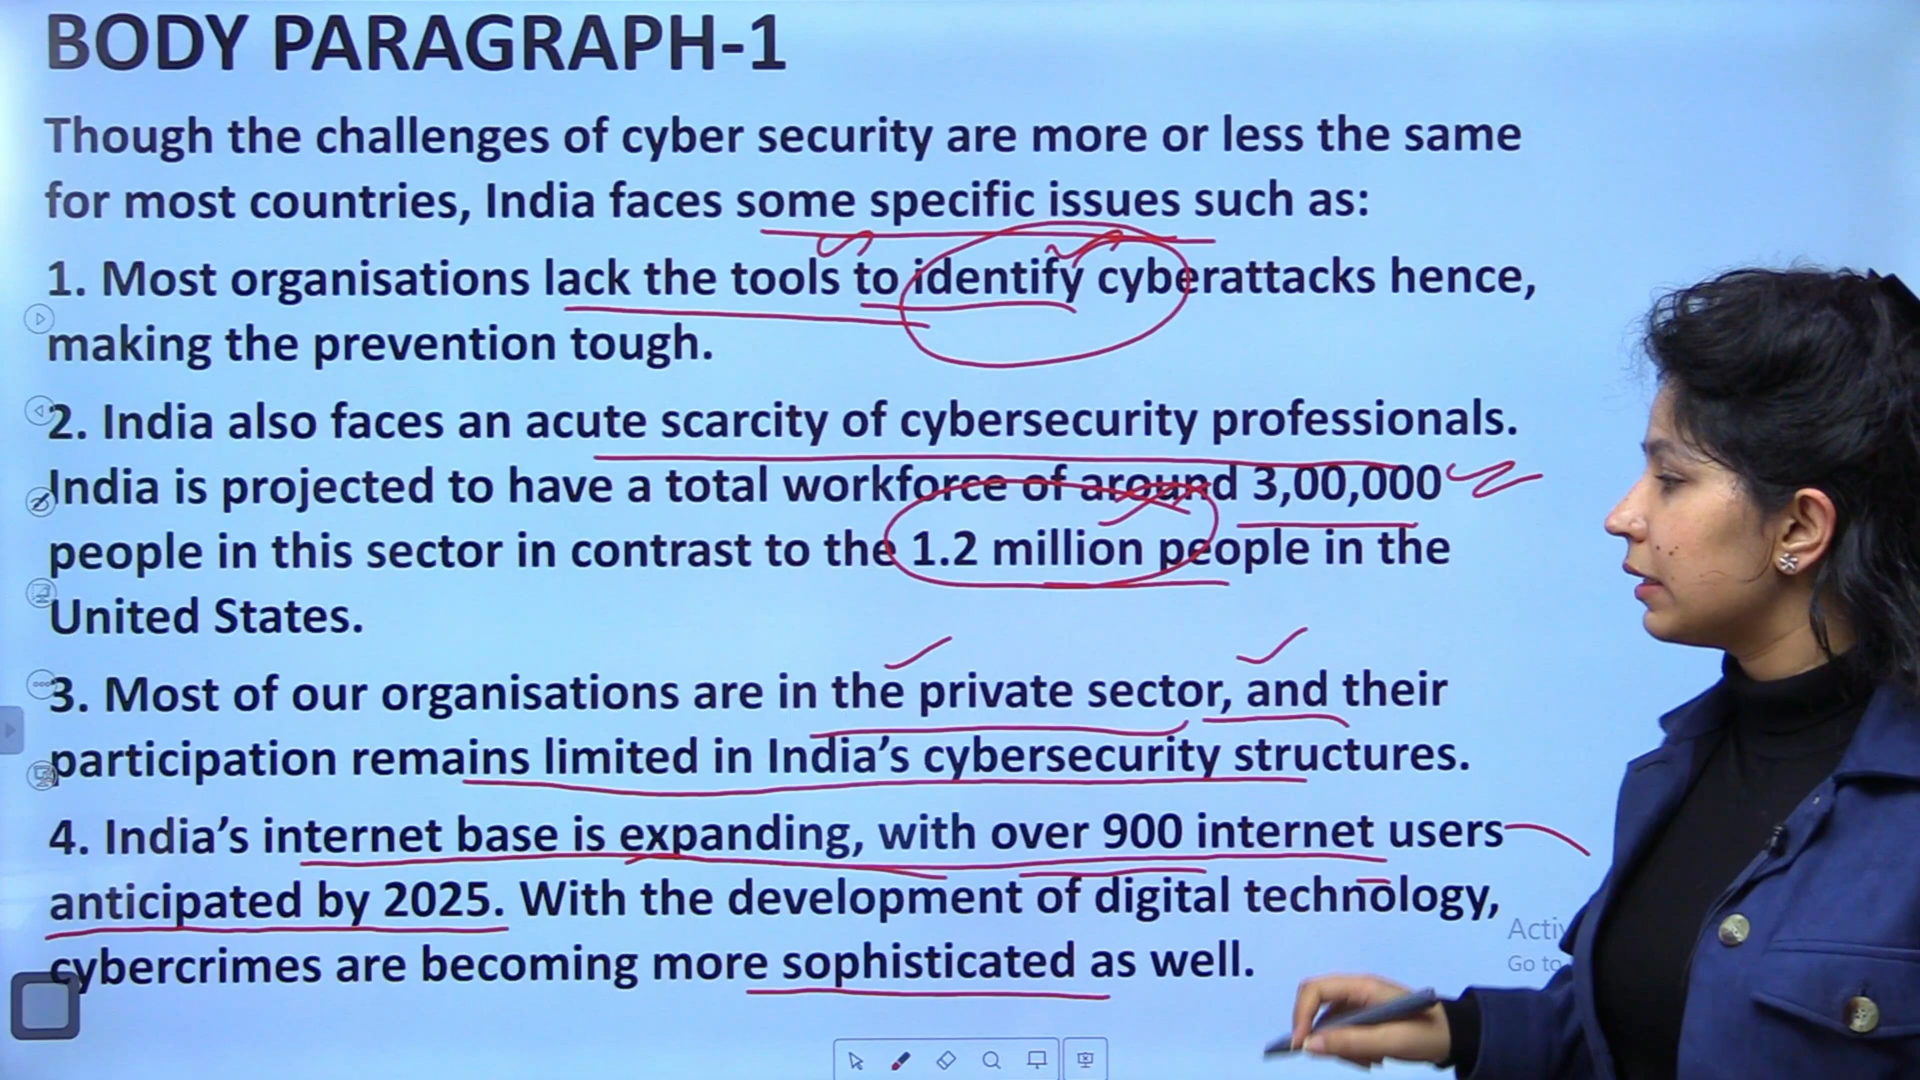 BODY PARAGRAPH-1
Though the challenges of cyber security are more or less the same
for most countries, India faces some specific issues such as:
1. Most organisations lack the tools to identify cyberattacks hence,
making the prevention tough.
2. India also faces an acute scarcity of cybersecurity professionals.
India is projected to have a total workforce of around 3,00,000
people in this sector in contrast to the 1.2 million people in the
United States.
3. Most of our organisations are in the private sector, and their
participation remains limited in India’s cybersecurity structures.
4. India’s internet base is expanding, with over 900 internet users
anticipated by 2025. With the development of digital technology,
cybercrimes are becoming more sophisticated as well.
Go to